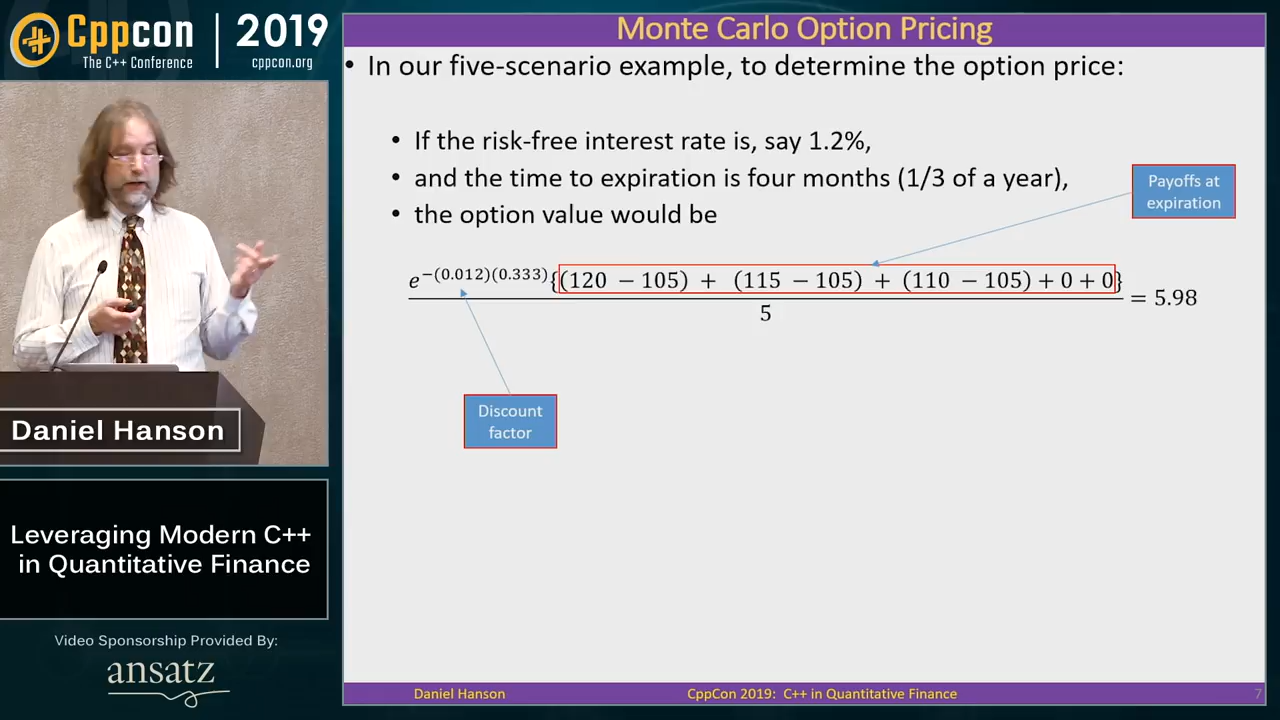 Cppcon
The C++ Conference
2019
cppcon.org
Daniel Hanson
Leveraging Modern C++
in Quantitative Finance
Video Sponsorship Provided By:
ansatz
Monte Carlo Option Pricing
• In our five-scenario example, to determine the option price:
• If the risk-free interest rate is, say 1.2%,
• and the time to expiration is four months (1/3 of a year),
• the option value would be
Payoffs at
expiration
e^−(0.012)(0.333){(120 − 105) + (115 − 105) + (110 − 105) + 0 + 0}
5
= 5.98
Discount
factor
Daniel Hanson
CppCon 2019: C++ in Quantitative Finance
7